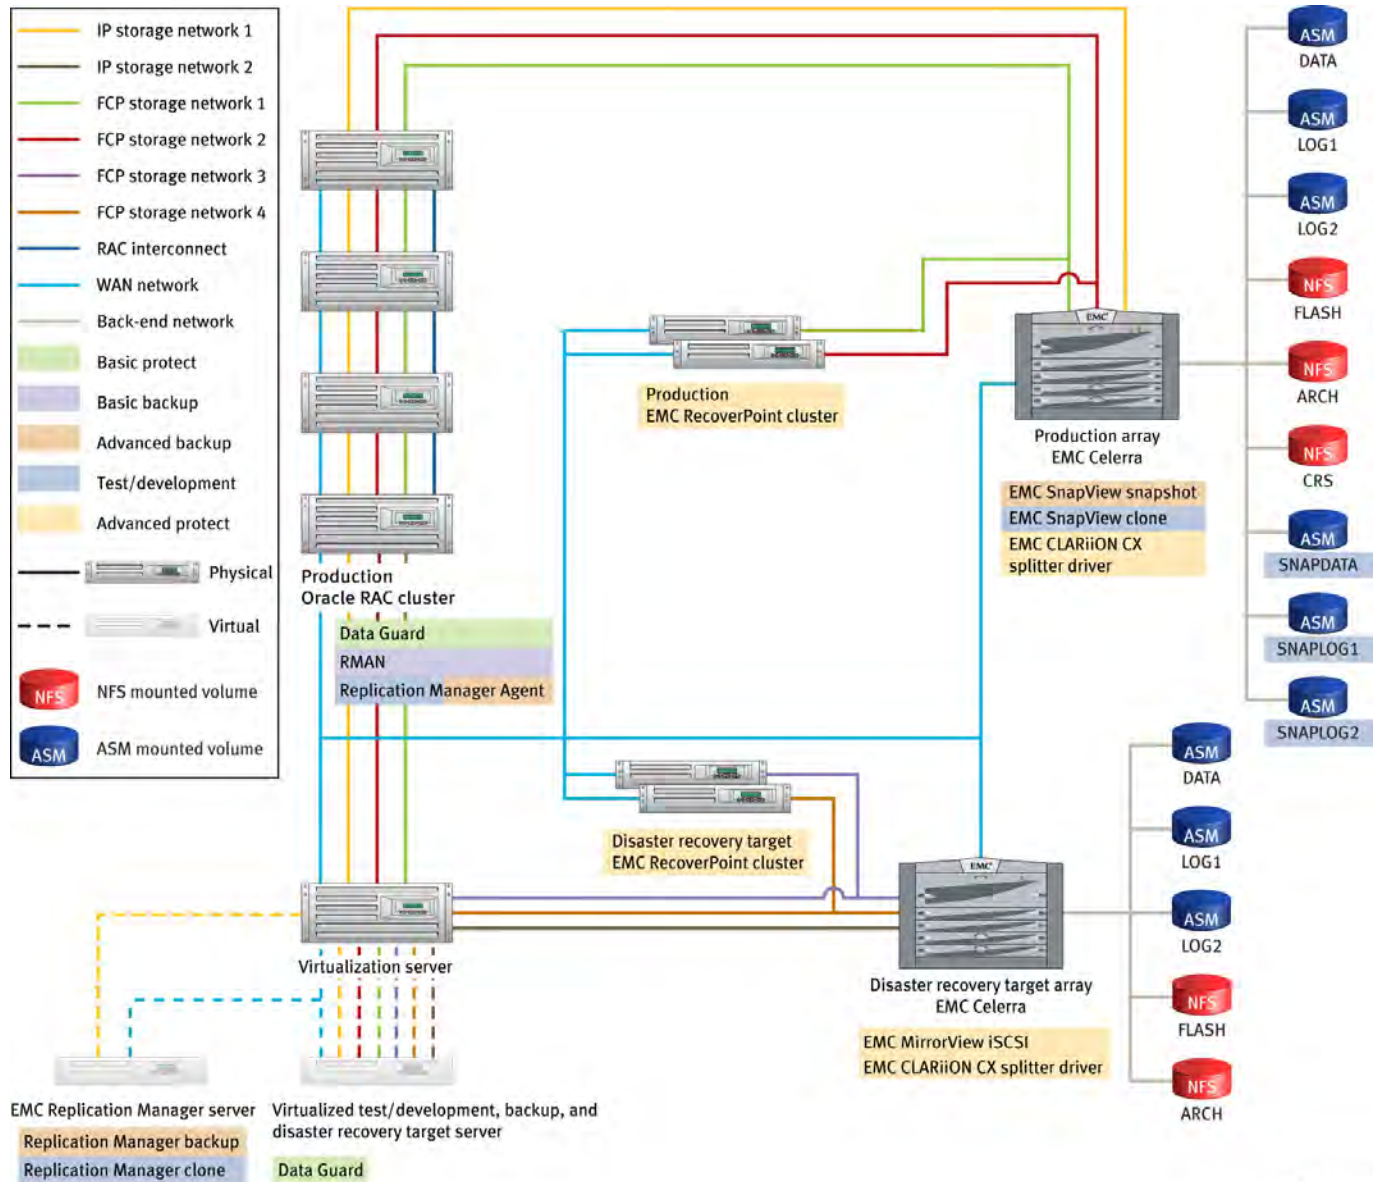 IP storage network 1
IP storage network 2
FCP storage network 1
FCP storage network 2
FCP storage network 3
FCP storage network 4
RAC interconnect
WAN network
Back-end network
Basic protect
Basic backup
Advanced backup
Test/development
Advanced protect
Physical
Virtual
NFS
NFS mounted volume
ASM
ASM mounted volume
Production
Oracle RAC cluster
Data Guard
RMAN
Replication Manager Agent
Production
EMC RecoverPoint cluster
EMC²
Production array
EMC Celerra
EMC SnapView snapshot
EMC SnapView clone
EMC CLARiiON CX
splitter driver
ASM
DATA
ASM
LOG1
ASM
LOG2
NFS
FLASH
NFS
ARCH
NFS
CRS
ASM
SNAPDATA
ASM
SNAPLOG1
ASM
SNAPLOG2
Disaster recovery target
EMC RecoverPoint cluster
EMC²
Disaster recovery target array
EMC Celerra
EMC MirrorView iSCSI
EMC CLARiiON CX splitter driver
ASM
DATA
ASM
LOG1
ASM
LOG2
NFS
FLASH
NFS
ARCH
Virtualization server
EMC Replication Manager server
Replication Manager backup
Replication Manager clone
Virtualized test/development, backup, and
disaster recovery target server
Data Guard